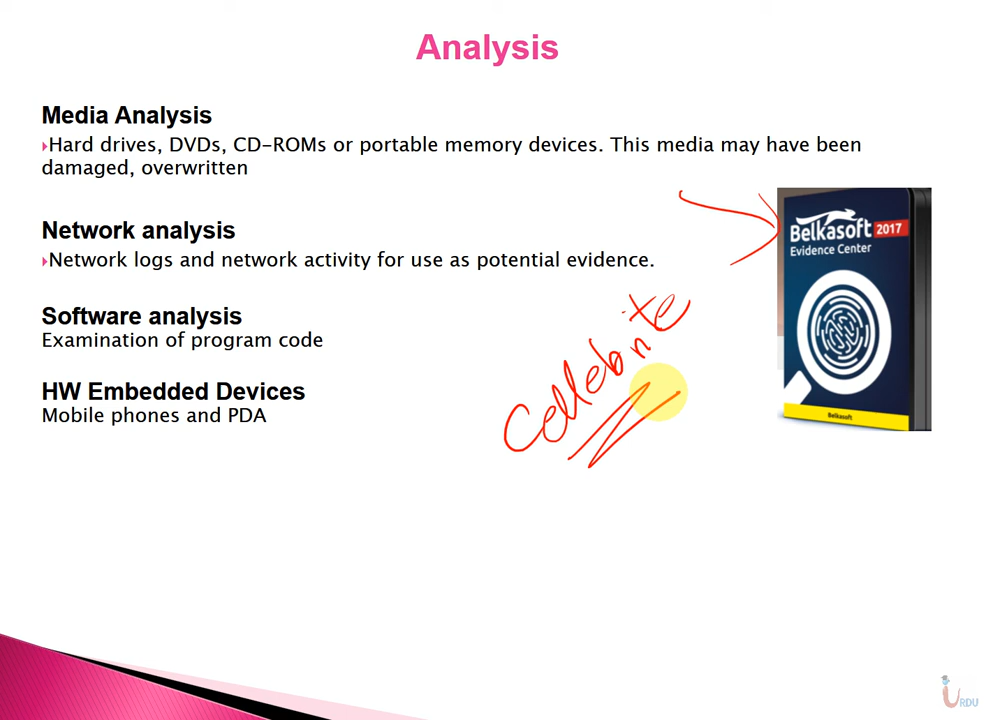 Analysis
Media Analysis
Hard drives, DVDs, CD-ROMs or portable memory devices. This media may have been
damaged, overwritten
Network analysis
Network logs and network activity for use as potential evidence.
Software analysis
Examination of program code
HW Embedded Devices
Mobile phones and PDA
Belkasoft 2017
Evidence Center
Belkasoft
Cellebrite
URDU